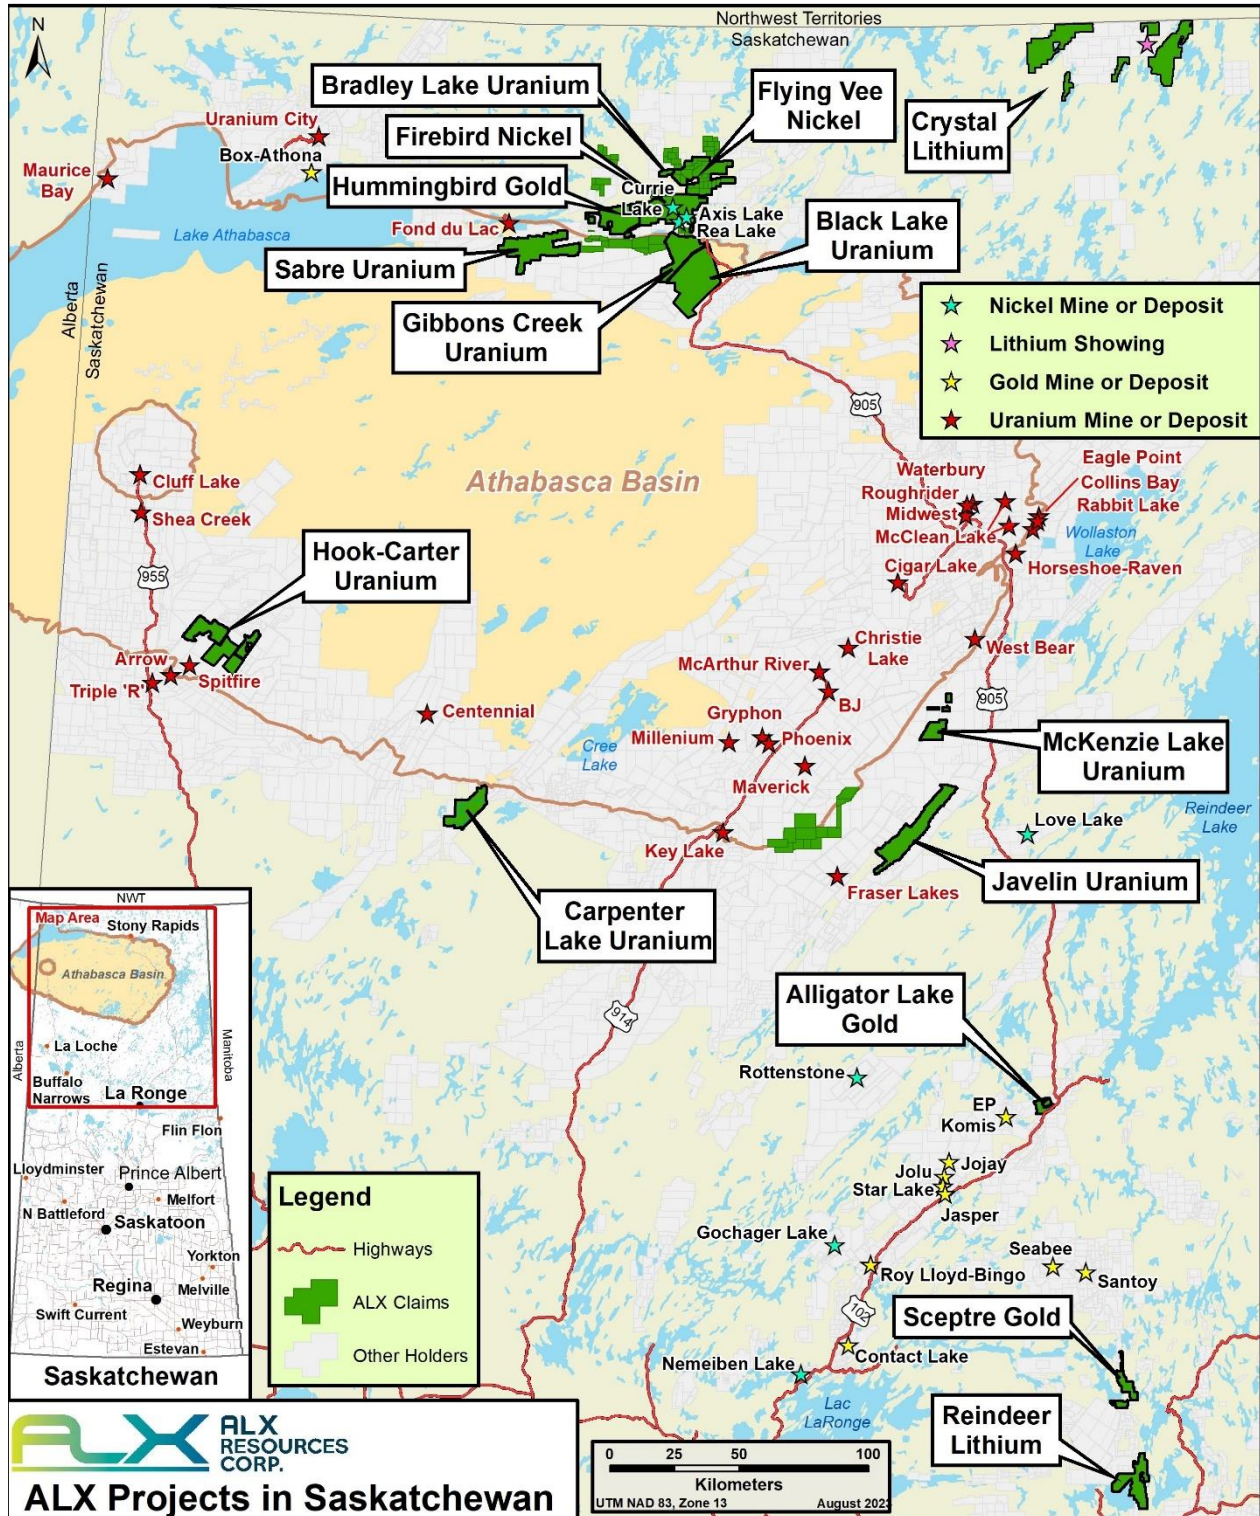 Northwest Territories
Saskatchewan
N
Bradley Lake Uranium
Flying Vee
Nickel
Crystal
Lithium
Uranium City
Firebird Nickel
Box-Athona
Maurice
Bay
Hummingbird Gold
Currie
Lake
Axis Lake
Rea Lake
Black Lake
Uranium
Lake Athabasca
Fond du Lac
Sabre Uranium
Gibbons Creek
Uranium
Alberta
Saskatchewan
Nickel Mine or Deposit
Lithium Showing
Gold Mine or Deposit
Uranium Mine or Deposit
905
Athabasca Basin
Cluff Lake
Shea Creek
Eagle Point
Collins Bay
Rabbit Lake
Waterbury
Roughrider
Midwest
McClean Lake
Wollaston
Lake
Horseshoe-Raven
Cigar Lake
Hook-Carter
Uranium
955
Christie
Lake
West Bear
McArthur River
BJ
Arrow
Spitfire
Triple 'R'
Centennial
905
Gryphon
Millenium
Phoenix
Maverick
Cree
Lake
McKenzie Lake
Uranium
Reindeer
Lake
Love Lake
Key Lake
Fraser Lakes
Javelin Uranium
Carpenter
Lake Uranium
Alligator Lake
Gold
914
Rottenstone
EP
Komis
Jojay
Jolu
Star Lake
Jasper
Gochager Lake
Seabee
Santoy
Roy Lloyd-Bingo
102
Sceptre Gold
Contact Lake
Nemeiben Lake
Lac
LaRonge
Reindeer
Lithium
NWT
Map Area
Stony Rapids
Athabasca Basin
La Loche
Alberta
Manitoba
Buffalo
Narrows
La Ronge
Flin Flon
Lloydminster
Prince Albert
Melfort
N Battleford
Saskatoon
Yorkton
Regina
Melville
Swift Current
Weyburn
Estevan
Saskatchewan
Legend
Highways
ALX Claims
Other Holders
ALX
ALX
RESOURCES
CORP.
ALX Projects in Saskatchewan
0 25 50 100
Kilometers
UTM NAD 83, Zone 13 August 2023